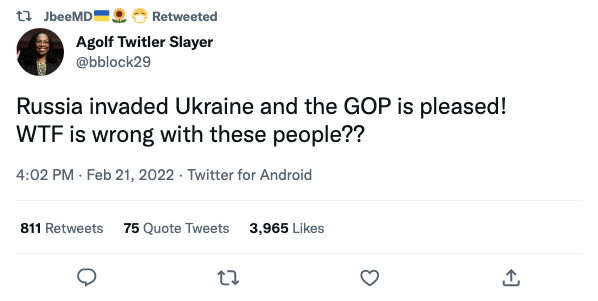 JbeeMD🇺🇦🌻😷 Retweeted
Agolf Twitler Slayer
@bblock29
Russia invaded Ukraine and the GOP is pleased!
WTF is wrong with these people??
4:02 PM · Feb 21, 2022 · Twitter for Android
811 Retweets 75 Quote Tweets 3,965 Likes